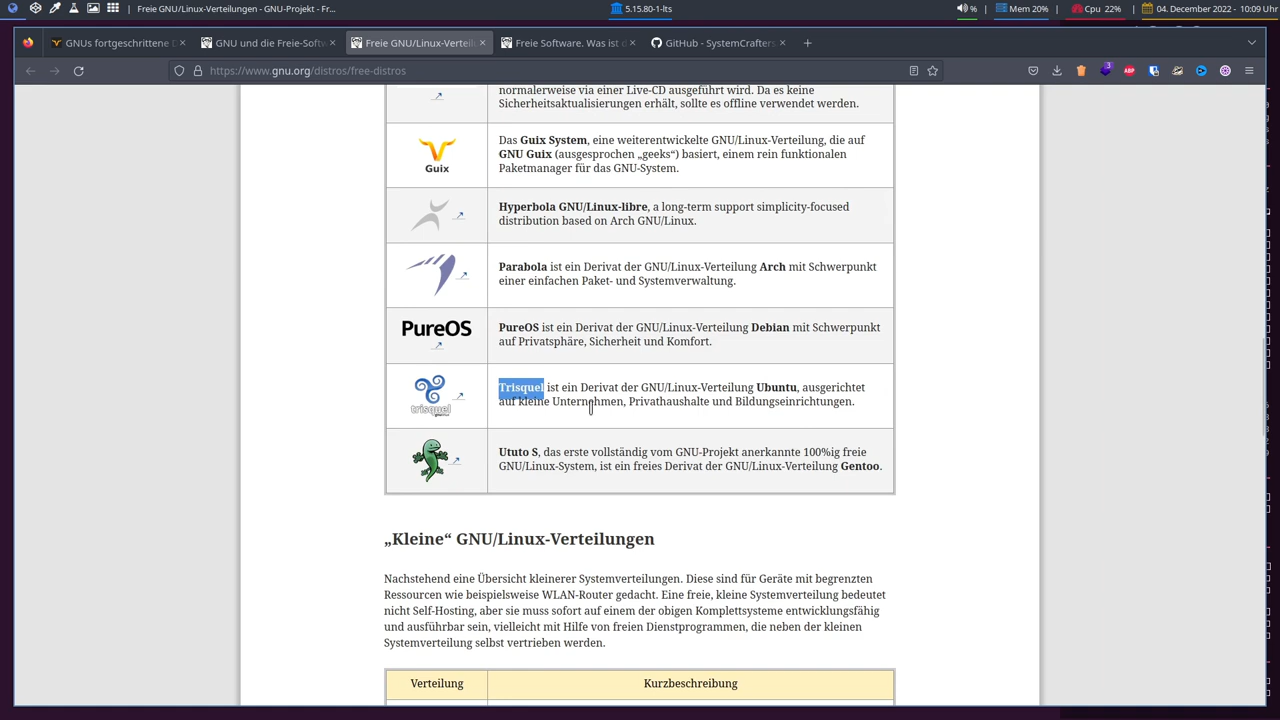 Freie GNU/Linux-Verteilungen - GNU-Projekt - Fr...
5.15.80-1-lts
%
Mem 20%
Cpu 22%
04. December 2022 - 10:09 Uhr
GNUs fortgeschrittene D
GNU und die Freie-Softw
Freie GNU/Linux-Verteil
Freie Software. Was ist d
GitHub - SystemCrafters
https://www.gnu.org/distros/free-distros
3
ABP
normalerweise via einer Live-CD ausgeführt wird. Da es keine
Sicherheitsaktualisierungen erhält, sollte es offline verwendet werden.
Guix
Das Guix System, eine weiterentwickelte GNU/Linux-Verteilung, die auf
GNU Guix (ausgesprochen „geeks“) basiert, einem rein funktionalen
Paketmanager für das GNU-System.
Hyperbola GNU/Linux-libre, a long-term support simplicity-focused
distribution based on Arch GNU/Linux.
Parabola ist ein Derivat der GNU/Linux-Verteilung Arch mit Schwerpunkt
einer einfachen Paket- und Systemverwaltung.
PureOS
PureOS ist ein Derivat der GNU/Linux-Verteilung Debian mit Schwerpunkt
auf Privatsphäre, Sicherheit und Komfort.
trisquel
Trisquel ist ein Derivat der GNU/Linux-Verteilung Ubuntu, ausgerichtet
auf kleine Unternehmen, Privathaushalte und Bildungseinrichtungen.
Ututo S, das erste vollständig vom GNU-Projekt anerkannte 100%ig freie
GNU/Linux-System, ist ein freies Derivat der GNU/Linux-Verteilung Gentoo.
„Kleine“ GNU/Linux-Verteilungen
Nachstehend eine Übersicht kleinerer Systemverteilungen. Diese sind für Geräte mit begrenzten
Ressourcen wie beispielsweise WLAN-Router gedacht. Eine freie, kleine Systemverteilung bedeutet
nicht Self-Hosting, aber sie muss sofort auf einem der obigen Komplettsysteme entwicklungsfähig
und ausführbar sein, vielleicht mit Hilfe von freien Dienstprogrammen, die neben der kleinen
Systemverteilung selbst vertrieben werden.
Verteilung
Kurzbeschreibung